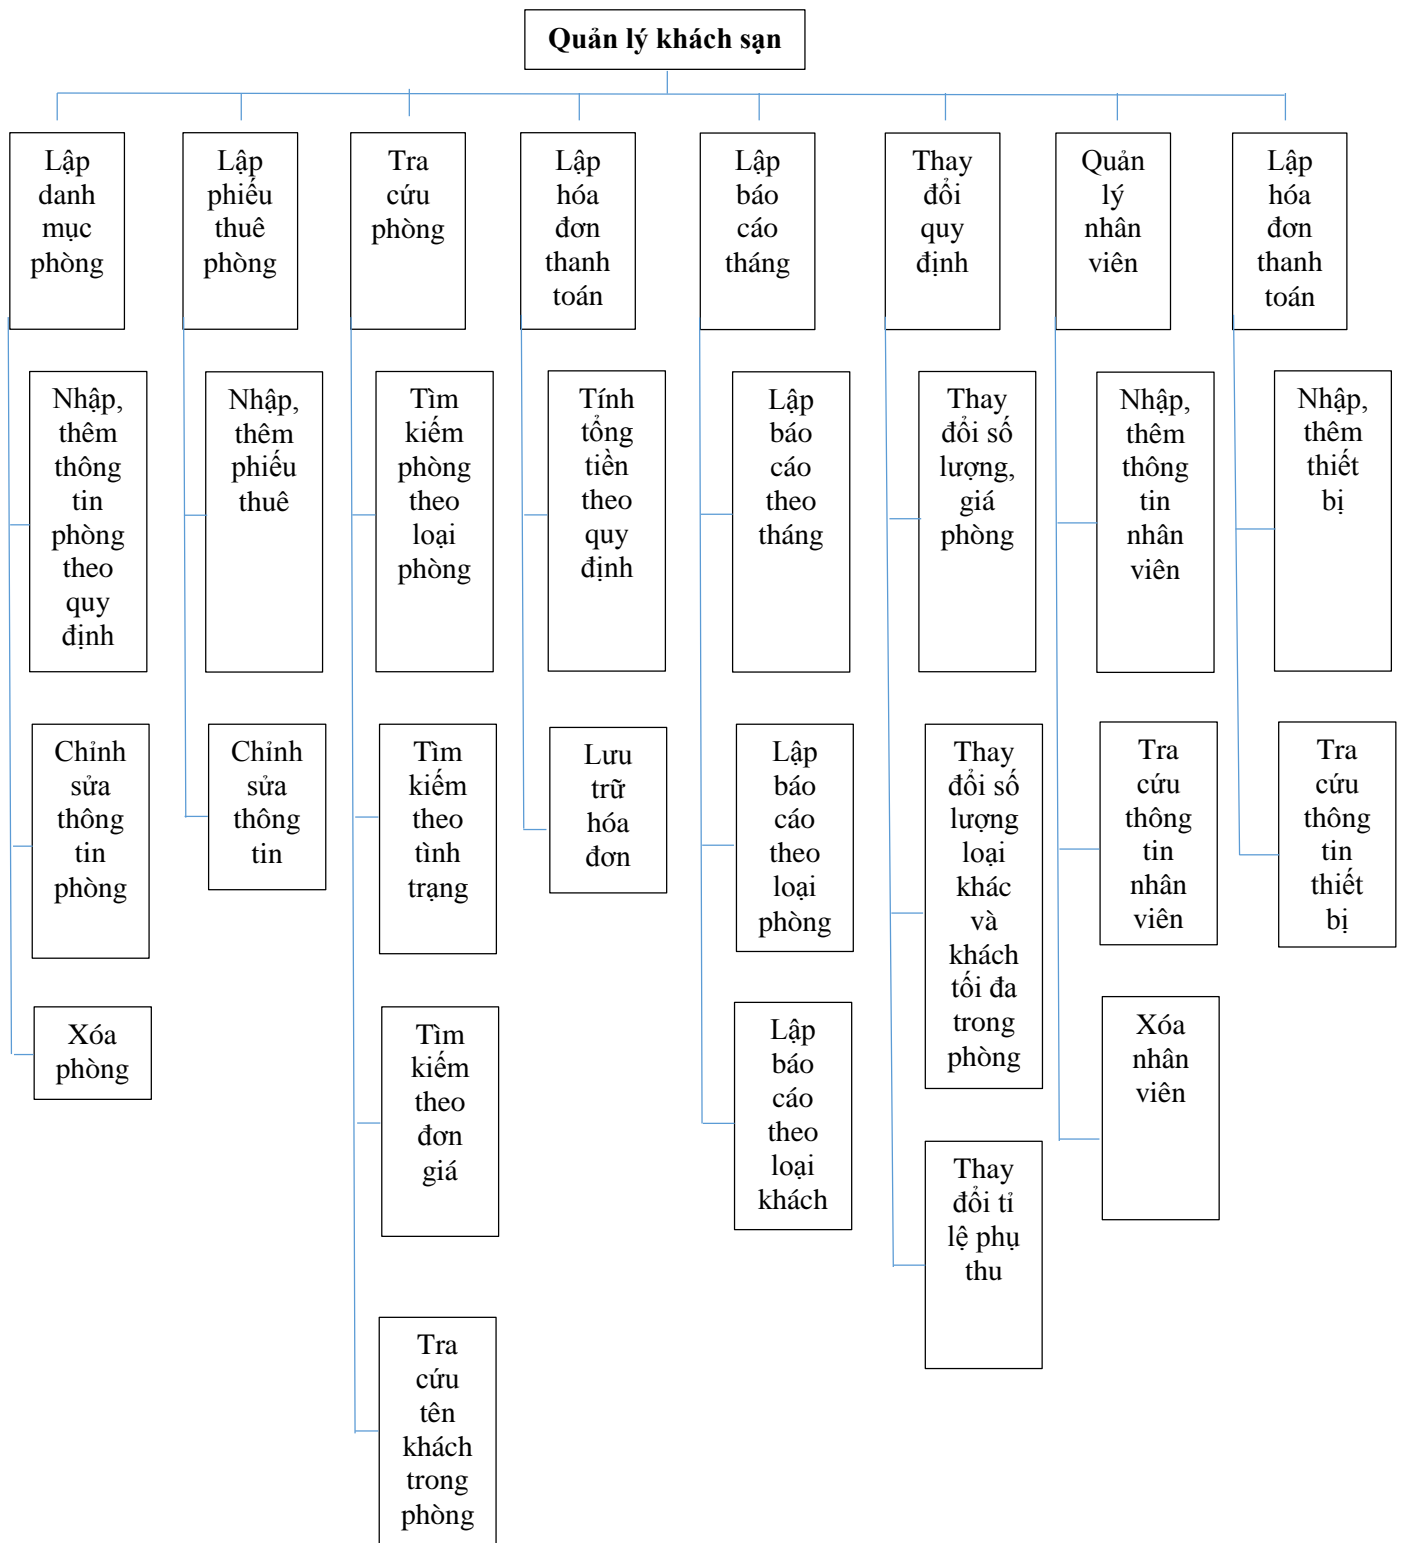 Quản lý khách sạn
Lập
danh
mục
phòng
Lập
phiếu
thuê
phòng
Tra
cứu
phòng
Lập
hóa
đơn
thanh
toán
Lập
báo
cáo
tháng
Thay
đổi
quy
định
Quản
lý
nhân
viên
Lập
hóa
đơn
thanh
toán
Nhập,
thêm
thông
tin
phòng
theo
quy
định
Nhập,
thêm
phiếu
thuê
Tìm
kiếm
phòng
theo
loại
phòng
Tính
tổng
tiền
theo
quy
định
Lập
báo
cáo
theo
tháng
Thay
đổi số
lượng,
giá
phòng
Nhập,
thêm
thông
tin
nhân
viên
Nhập,
thêm
thiết
bị
Chỉnh
sửa
thông
tin
phòng
Chỉnh
sửa
thông
tin
Tìm
kiếm
theo
tình
trạng
Lưu
trữ
hóa
đơn
Lập
báo
cáo
theo
loại
phòng
Thay
đổi số
lượng
loại
khác
và
khách
tối đa
trong
phòng
Tra
cứu
thông
tin
nhân
viên
Tra
cứu
thông
tin
thiết
bị
Xóa
phòng
Tìm
kiếm
theo
đơn
giá
Lập
báo
cáo
theo
loại
khách
Xóa
nhân
viên
Thay
đổi tỉ
lệ phụ
thu
Tra
cứu
tên
khách
trong
phòng